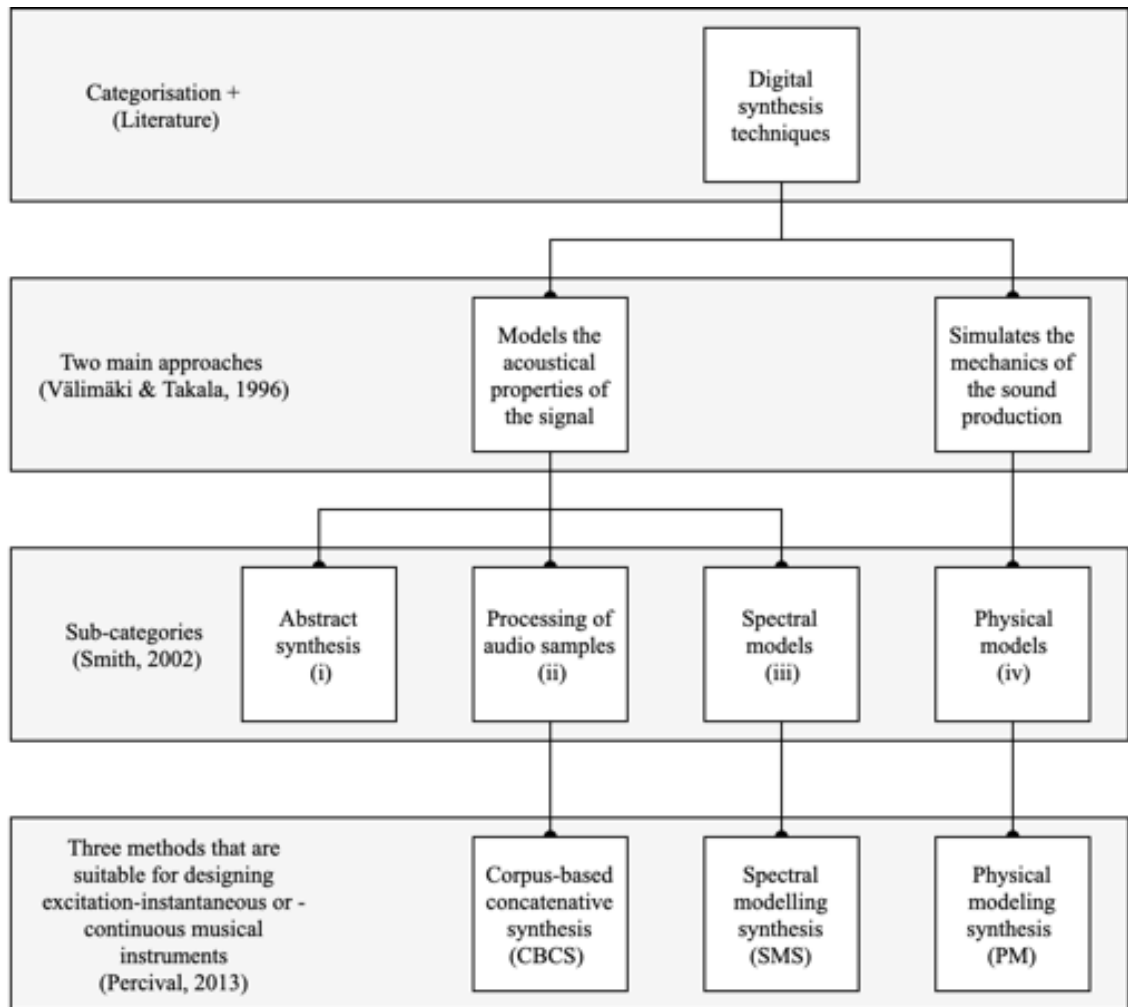 Categorisation +
(Literature)
Digital
synthesis
techniques
Two main approaches
(Välimäki & Takala, 1996)
Models the
acoustical
properties of
the signal
Simulates the
mechanics of
the sound
production
Sub-categories
(Smith, 2002)
Abstract
synthesis
(i)
Processing of
audio samples
(ii)
Spectral
models
(iii)
Physical
models
(iv)
Three methods that are
suitable for designing
excitation-instantaneous or -
continuous musical
instruments
(Percival, 2013)
Corpus-based
concatenative
synthesis
(CBCS)
Spectral
modelling
synthesis
(SMS)
Physical
modeling
synthesis
(PM)